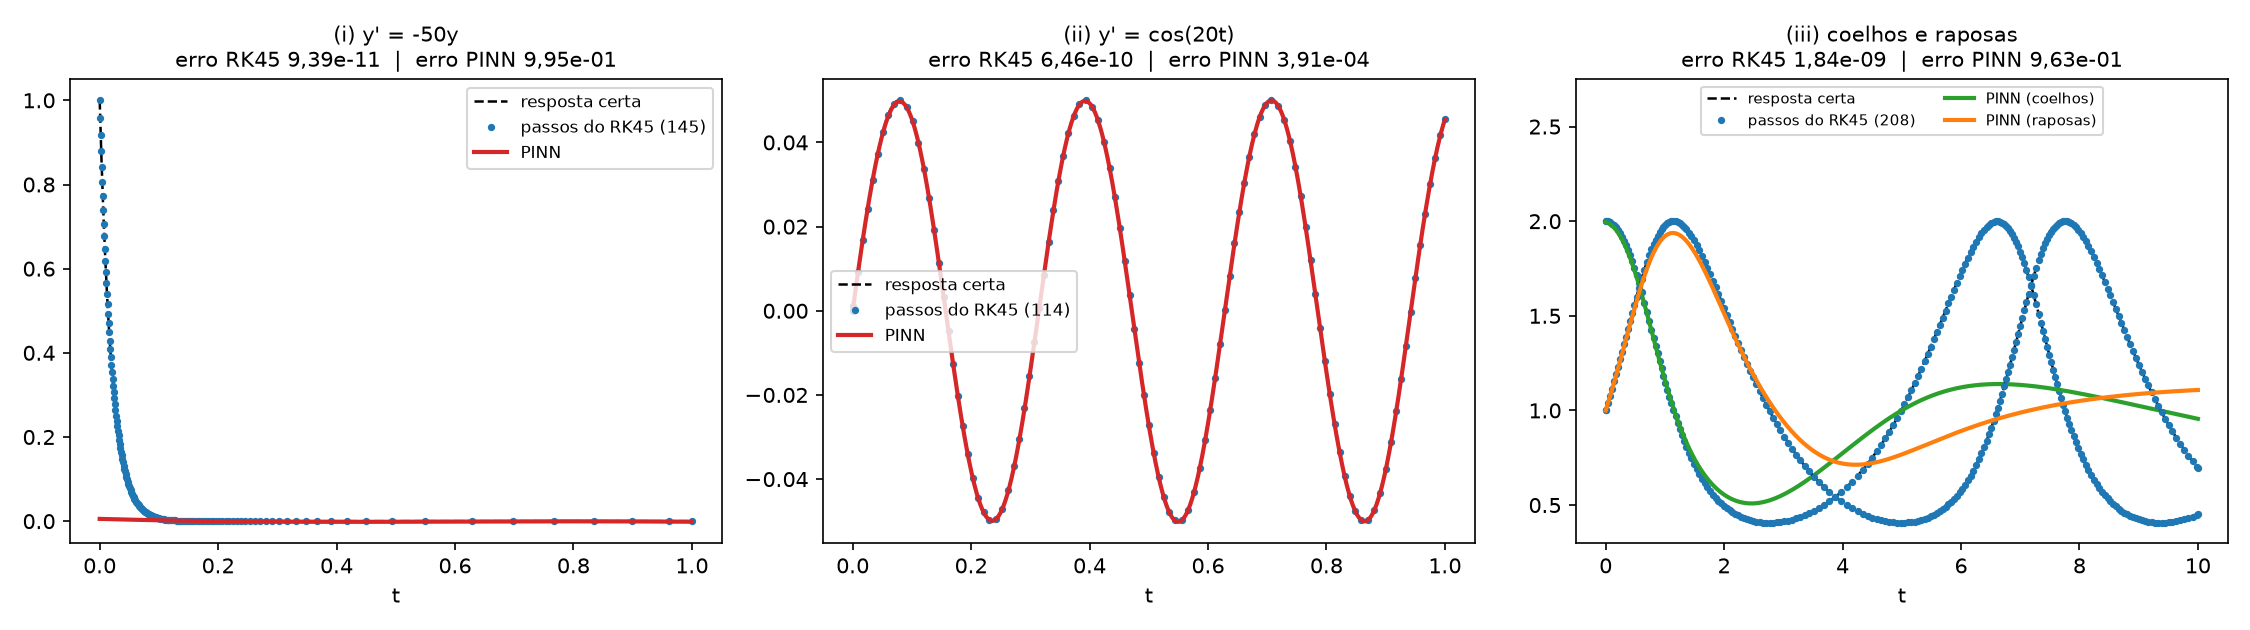 (i) y' = -50y
erro RK45 9,39e-11 | erro PINN 9,95e-01
1.0
0.8
0.6
0.4
0.2
0.0
resposta certa
passos do RK45 (145)
PINN
0.0 0.2 0.4 0.6 0.8 1.0
t
(ii) y' = cos(20t)
erro RK45 6,46e-10 | erro PINN 3,91e-04
0.04
0.02
0.00
−0.02
−0.04
resposta certa
passos do RK45 (114)
PINN
0.0 0.2 0.4 0.6 0.8 1.0
t
(iii) coelhos e raposas
erro RK45 1,84e-09 | erro PINN 9,63e-01
2.5
2.0
1.5
1.0
0.5
resposta certa
passos do RK45 (208)
PINN (coelhos)
PINN (raposas)
0 2 4 6 8 10
t